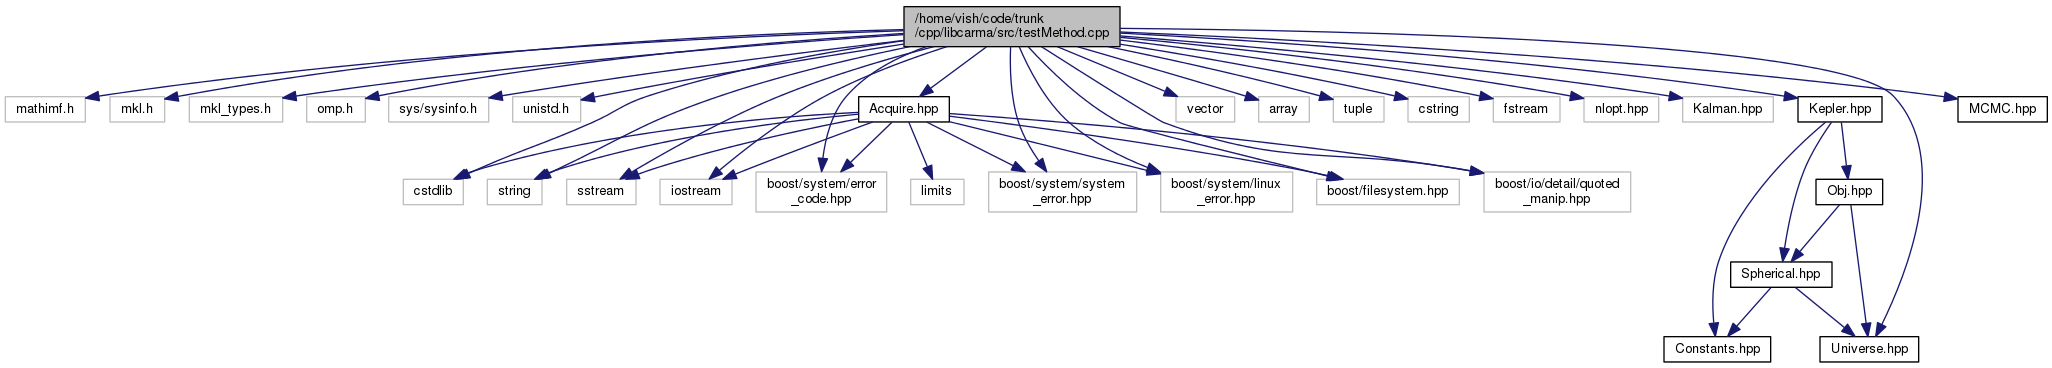 /home/vish/code/trunk
/cpp/libcarma/src/testMethod.cpp
mathimf.h
mkl.h
mkl_types.h
omp.h
sys/sysinfo.h
unistd.h
Acquire.hpp
vector
array
tuple
cstring
fstream
nlopt.hpp
Kalman.hpp
Kepler.hpp
MCMC.hpp
cstdlib
string
sstream
iostream
boost/system/error
_code.hpp
limits
boost/system/system
_error.hpp
boost/system/linux
_error.hpp
boost/filesystem.hpp
boost/io/detail/quoted
_manip.hpp
Obj.hpp
Spherical.hpp
Constants.hpp
Universe.hpp